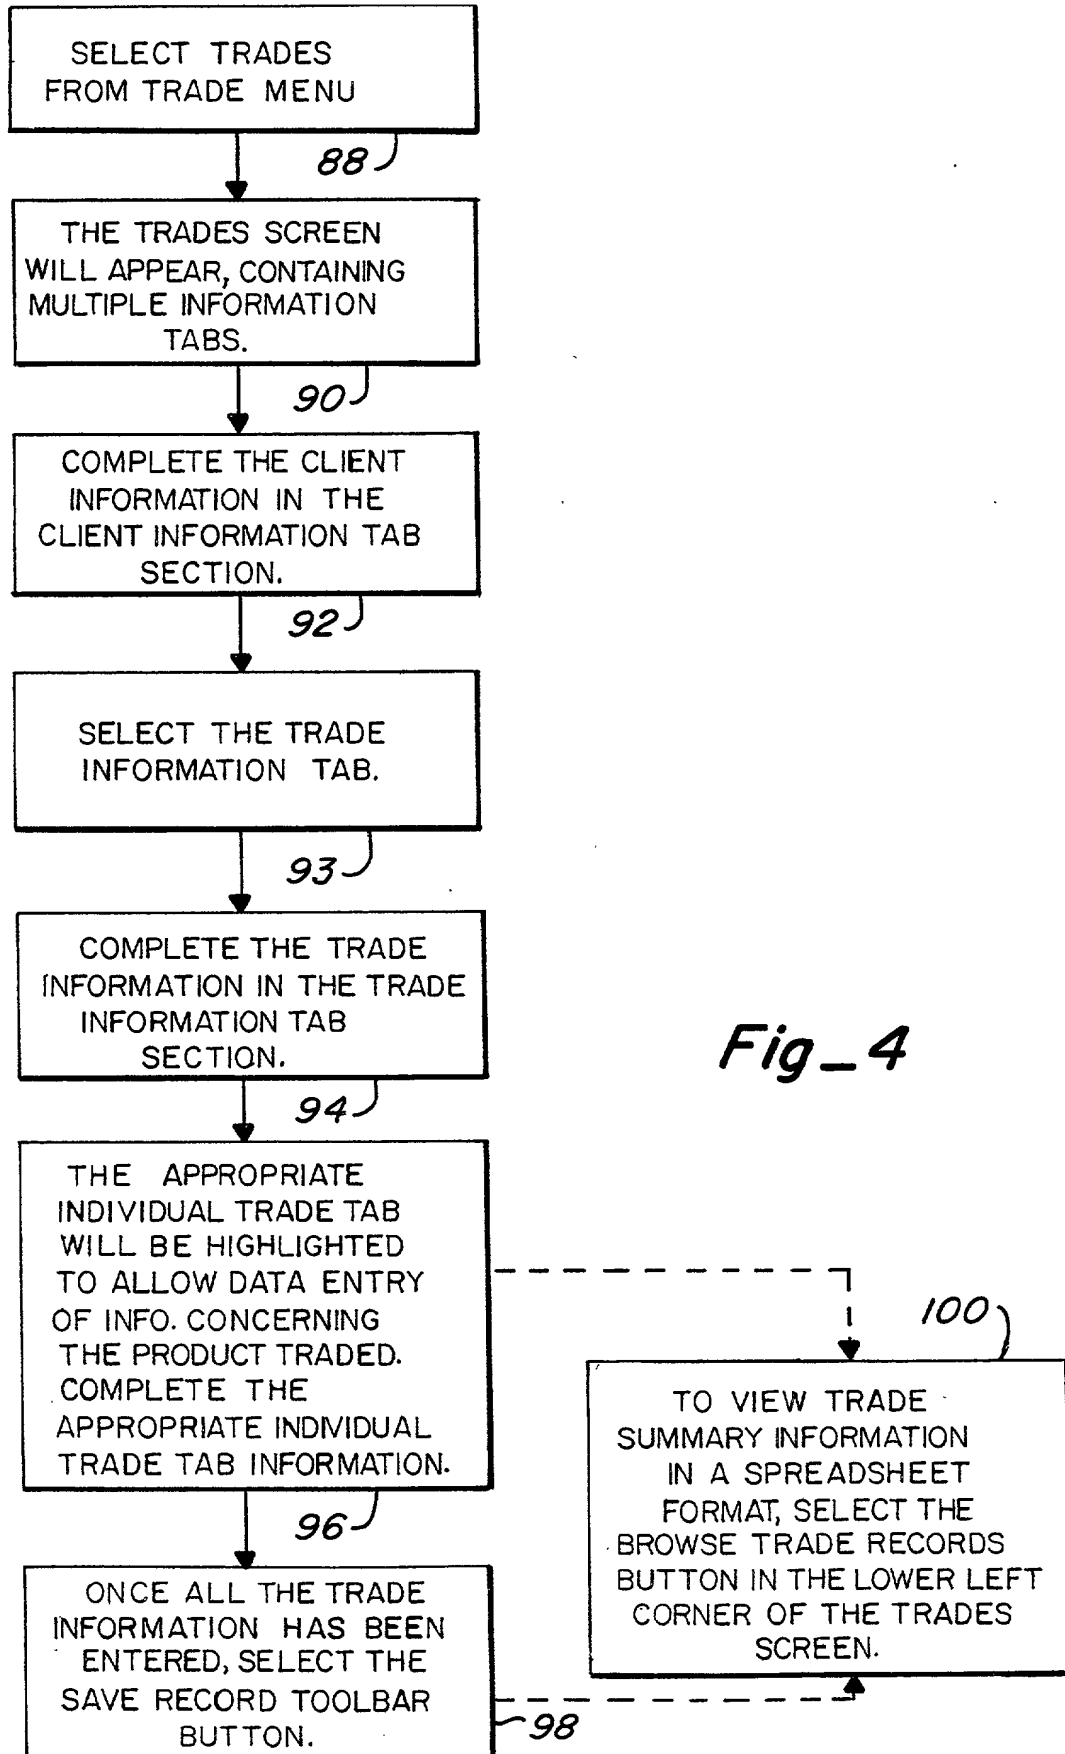 SELECT TRADES
FROM TRADE MENU
88
THE TRADES SCREEN
WILL APPEAR, CONTAINING
MULTIPLE INFORMATION
TABS.
90
COMPLETE THE CLIENT
INFORMATION IN THE
CLIENT INFORMATION TAB
SECTION.
92
SELECT THE TRADE
INFORMATION TAB.
93
COMPLETE THE TRADE
INFORMATION IN THE TRADE
INFORMATION TAB
SECTION.
94
Fig_4
THE APPROPRIATE
INDIVIDUAL TRADE TAB
WILL BE HIGHLIGHTED
TO ALLOW DATA ENTRY
OF INFO. CONCERNING
THE PRODUCT TRADED.
COMPLETE THE
APPROPRIATE INDIVIDUAL
TRADE TAB INFORMATION.
96
ONCE ALL THE TRADE
INFORMATION HAS BEEN
ENTERED, SELECT THE
SAVE RECORD TOOLBAR
BUTTON.
98
100
TO VIEW TRADE
SUMMARY INFORMATION
IN A SPREADSHEET
FORMAT, SELECT THE
BROWSE TRADE RECORDS
BUTTON IN THE LOWER LEFT
CORNER OF THE TRADES
SCREEN.